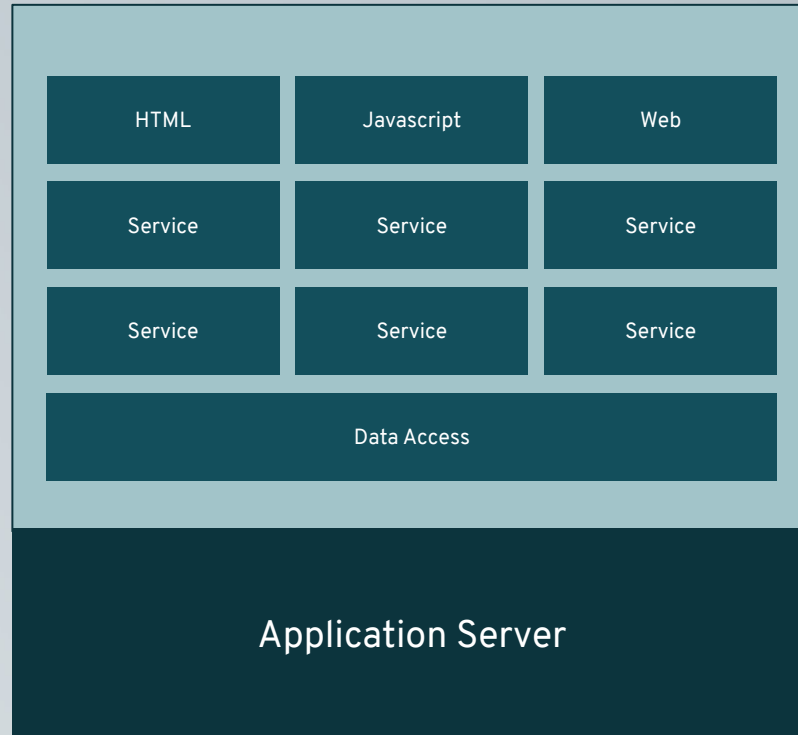 HTML
Javascript
Web
Service
Service
Service
Service
Service
Service
Data Access
Application Server